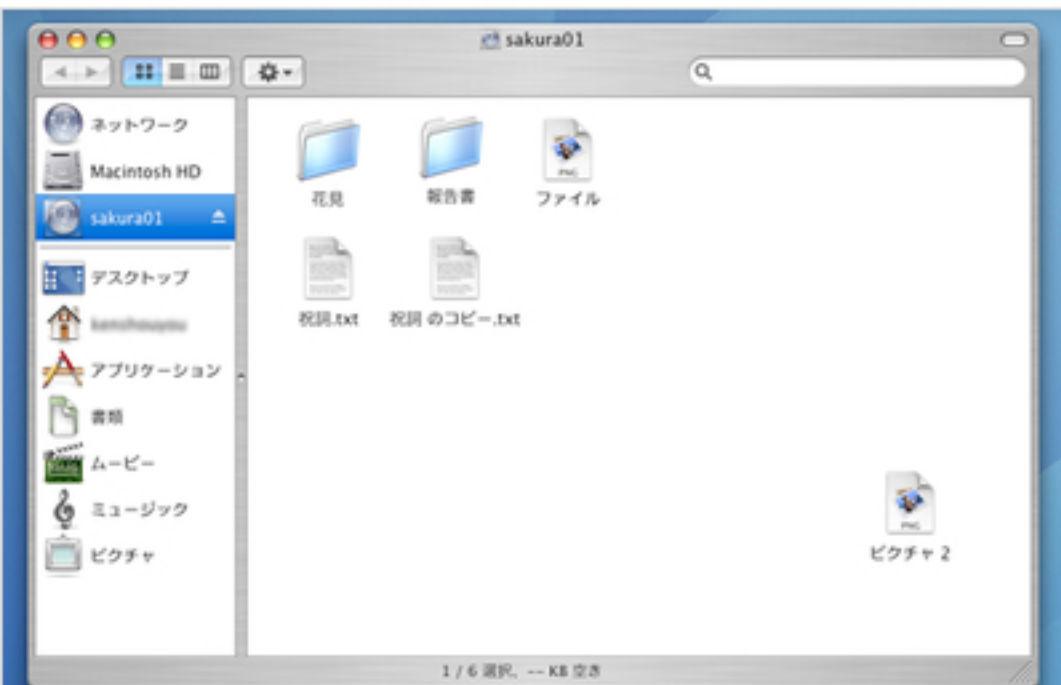 sakura01
ネットワーク
Macintosh HD
sakura01
デスクトップ
アプリケーション
書類
ムービー
ミュージック
ピクチャ
花見
報告書
PNG
ファイル
祝詞.txt
祝詞 のコピー.txt
PNG
ピクチャ 2
1 / 6 選択、 -- KB 空き